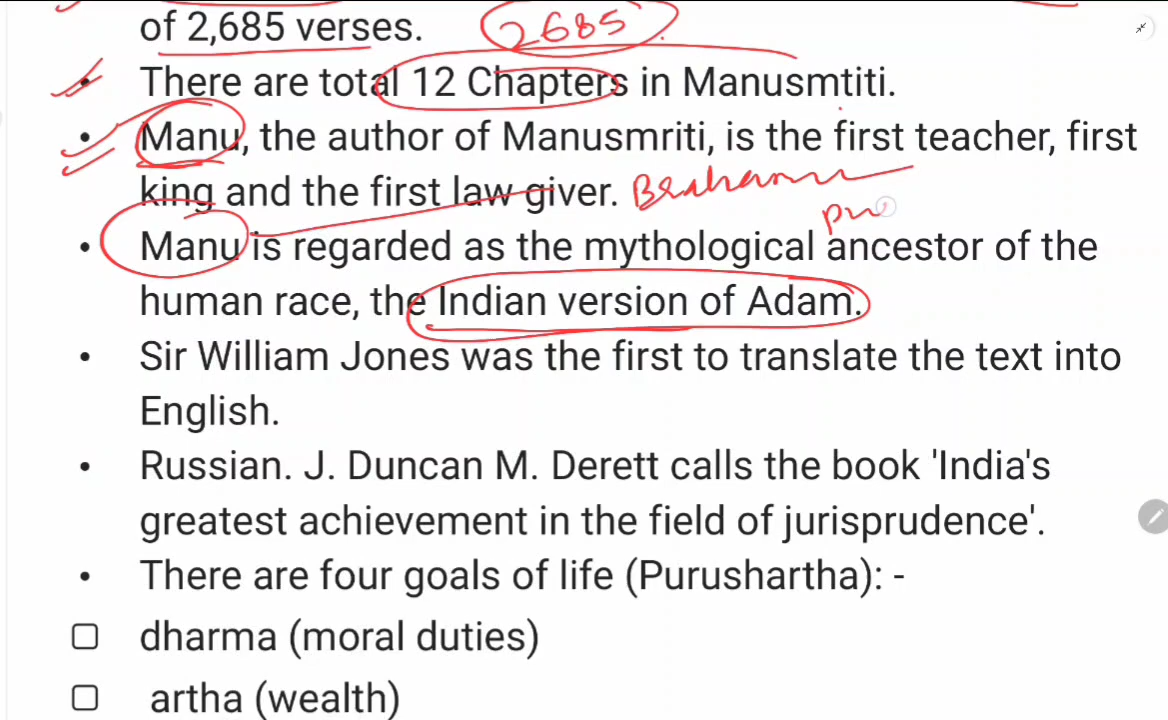 of 2,685 verses. 2685
There are total 12 Chapters in Manusmtiti.
Manu, the author of Manusmriti, is the first teacher, first
king and the first law giver.
Manu is regarded as the mythological ancestor of the
human race, the Indian version of Adam.
Sir William Jones was the first to translate the text into
English.
Russian. J. Duncan M. Derett calls the book 'India's
greatest achievement in the field of jurisprudence'.
There are four goals of life (Purushartha): -
dharma (moral duties)
artha (wealth)